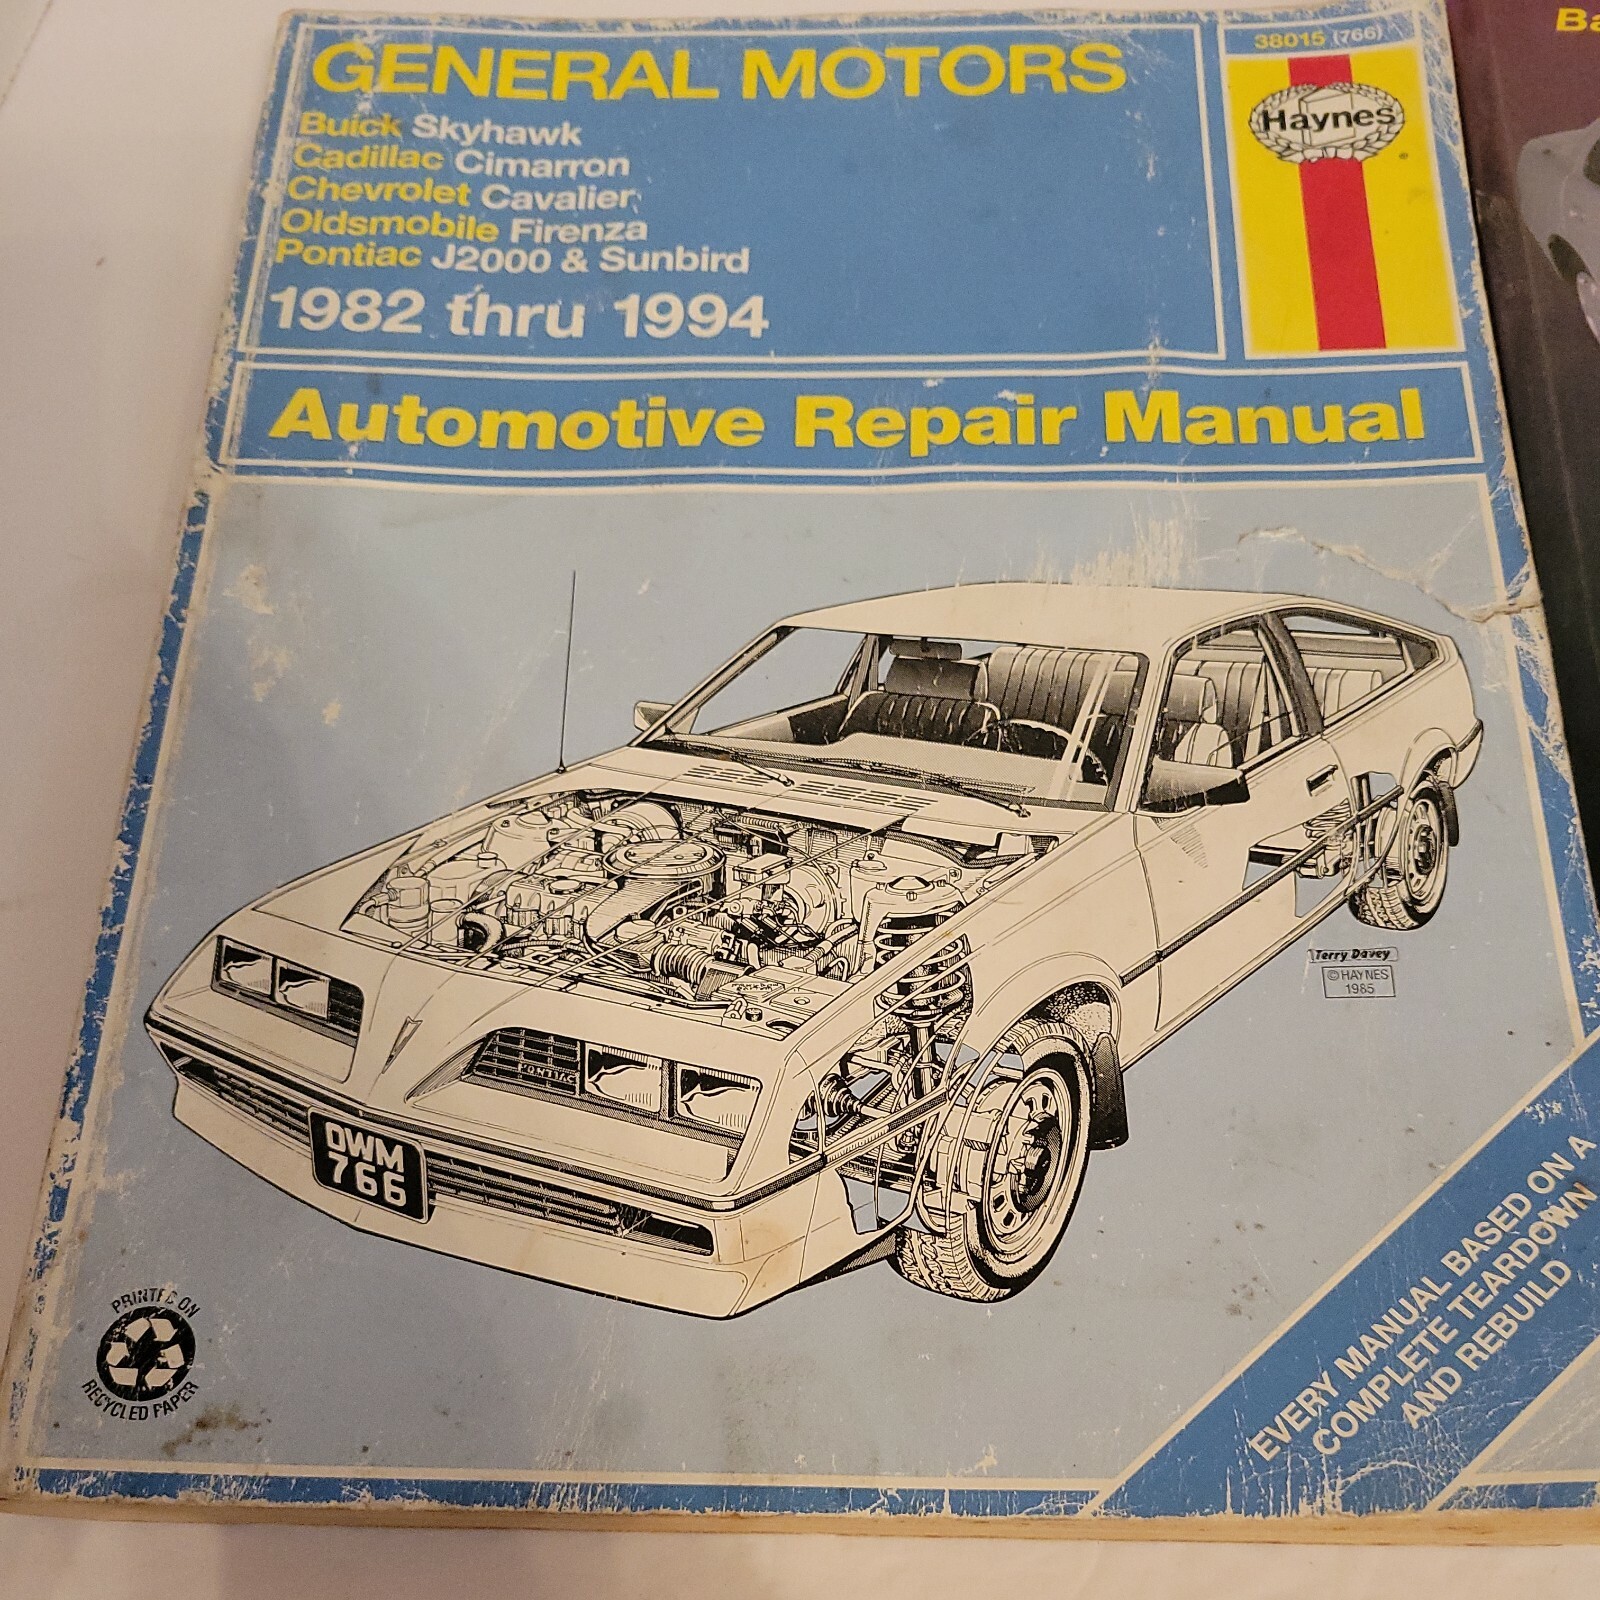 GENERAL MOTORS
Buick Skyhawk
Cadillac Cimarron
Chevrolet Cavalier
Oldsmobile Firenza
Pontiac J2000 & Sunbird
1982 thru 1994
38015 (766)
Haynes
Ba
Automotive Repair Manual
Terry Davey
© HAYNES
1985
PONTIAC
OWM
766
PRINTED ON
RECYCLED PAPER
EVERY MANUAL BASED ON A
COMPLETE TEARDOWN
AND REBUILD